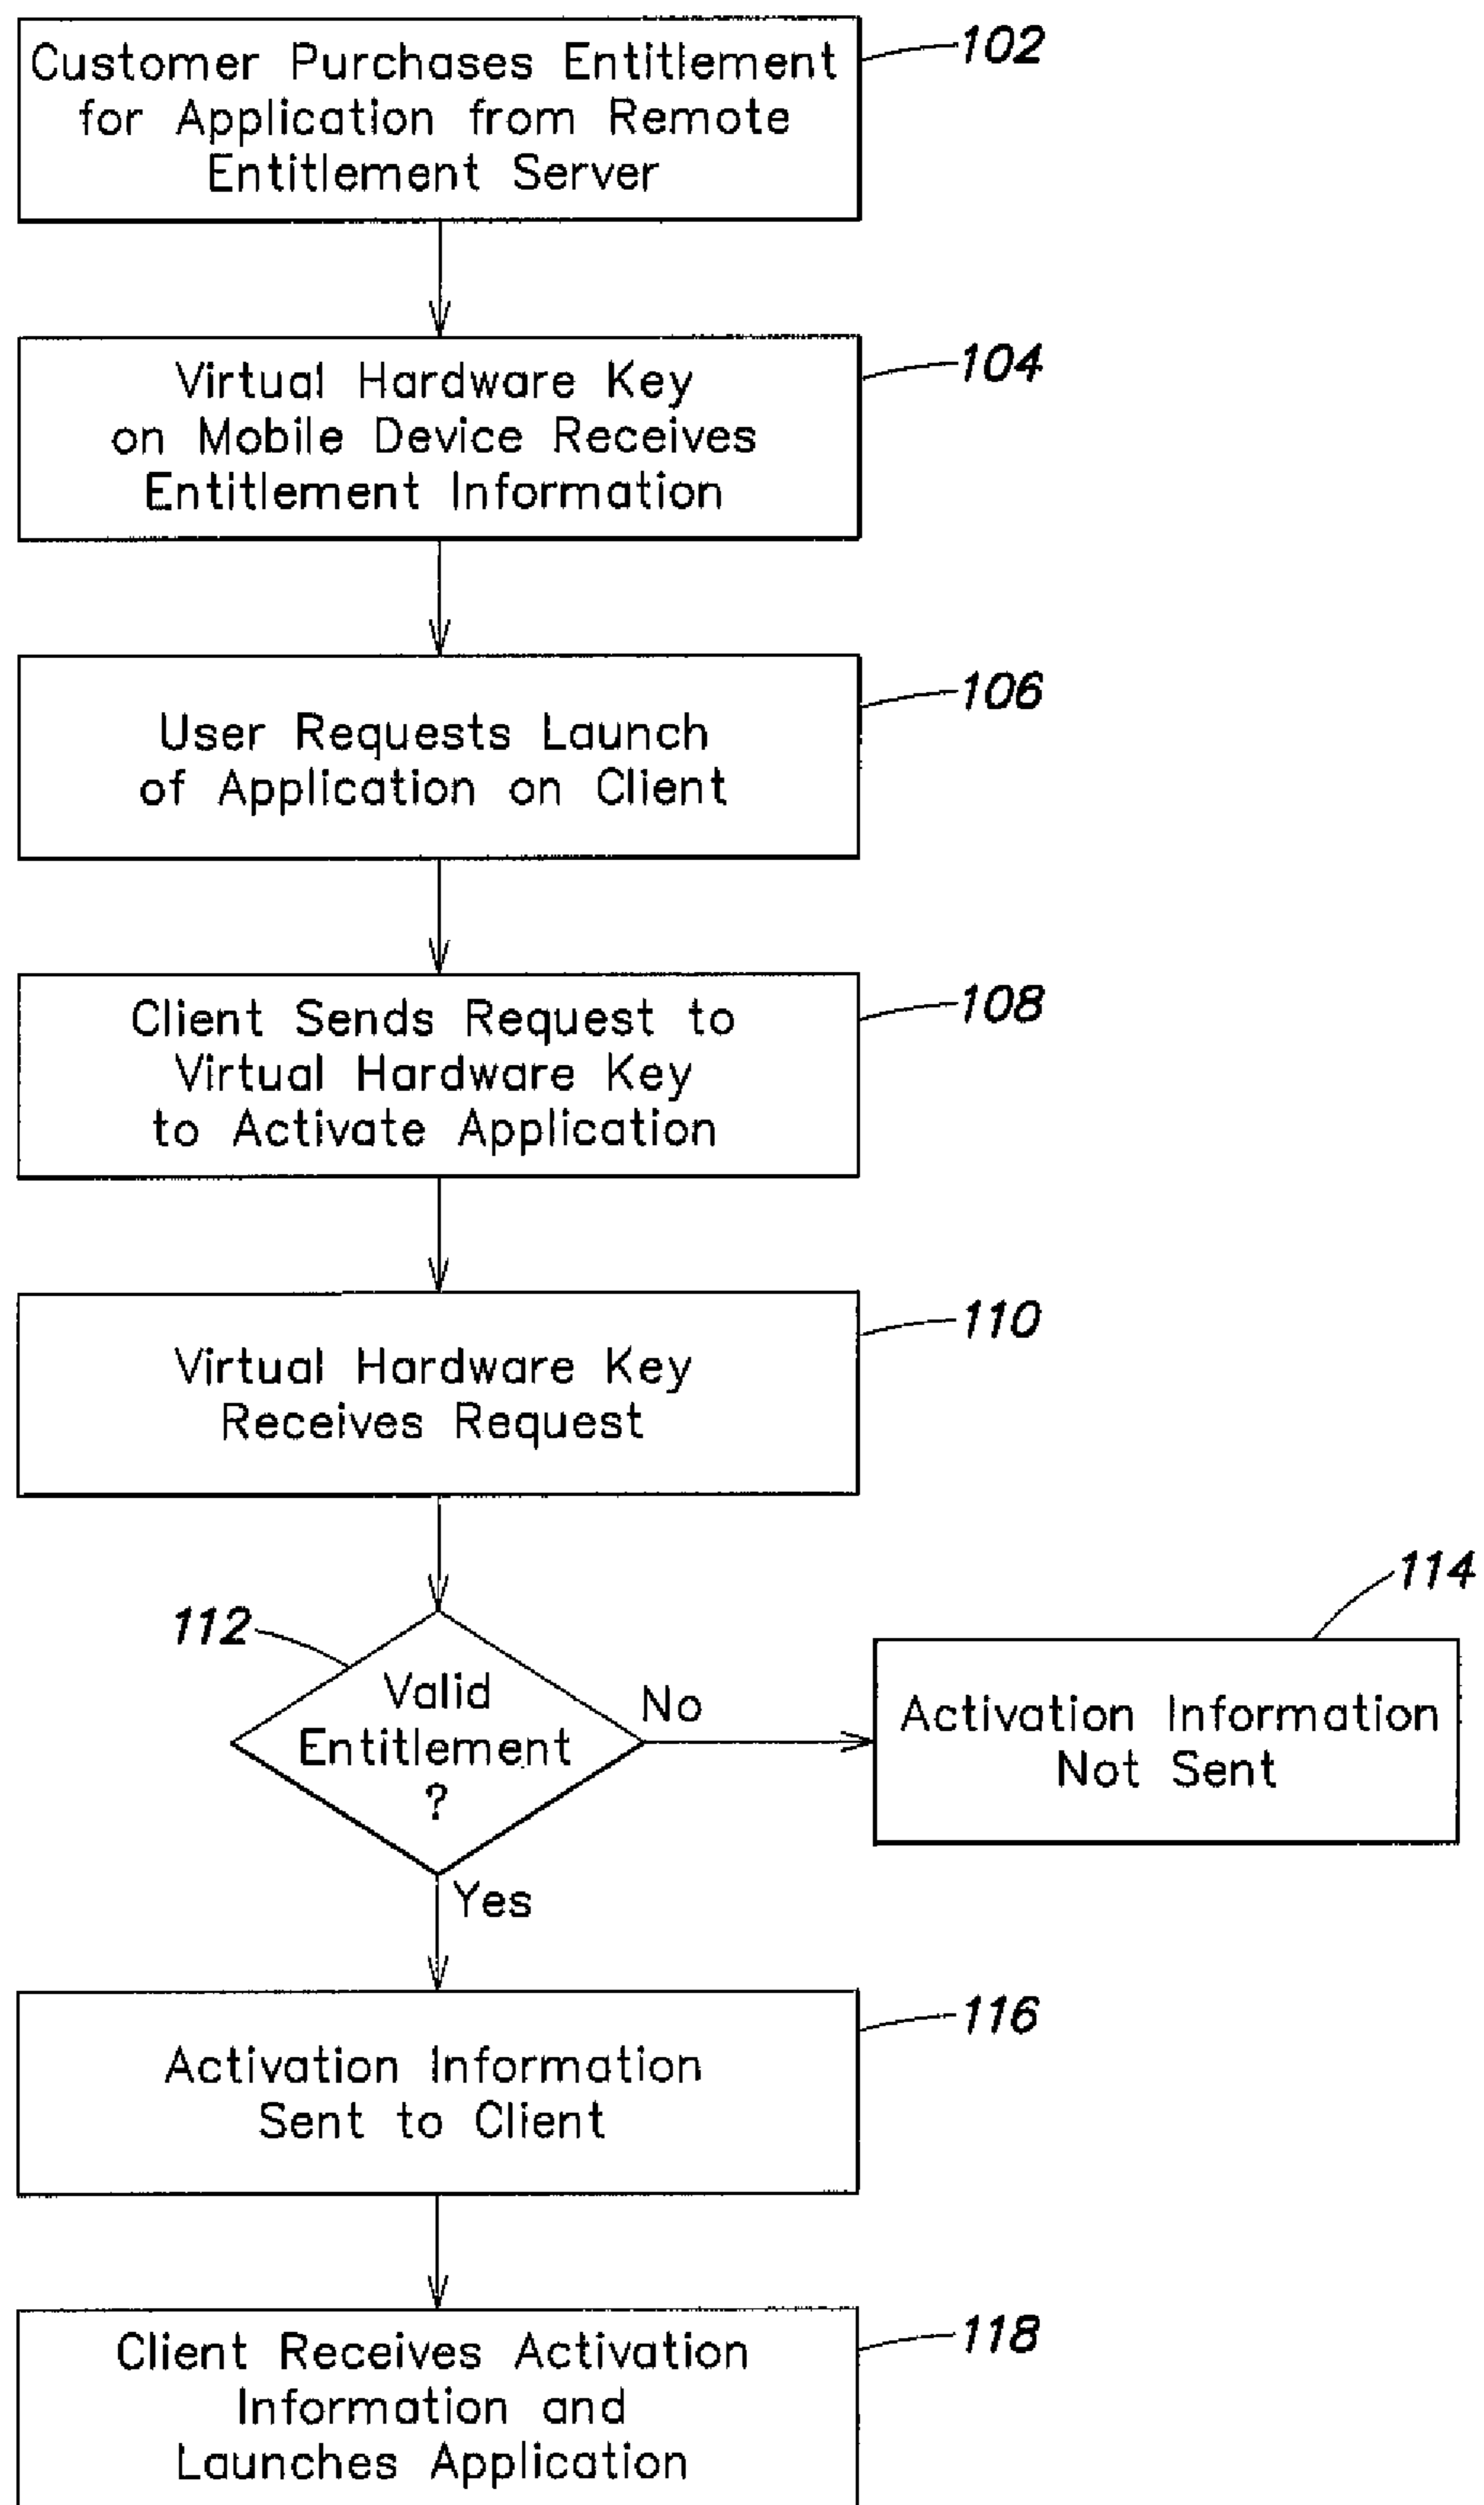 Customer Purchases Entitlement
for Application from Remote
Entitlement Server
102
Virtual Hardware Key
on Mobile Device Receives
Entitlement Information
104
User Requests Launch
of Application on Client
106
Client Sends Request to
Virtual Hardware Key
to Activate Application
108
Virtual Hardware Key
Receives Request
110
112
Valid
Entitlement
?
No
114
Activation Information
Not Sent
Yes
Activation Information
Sent to Client
116
Client Receives Activation
Information and
Launches Application
118